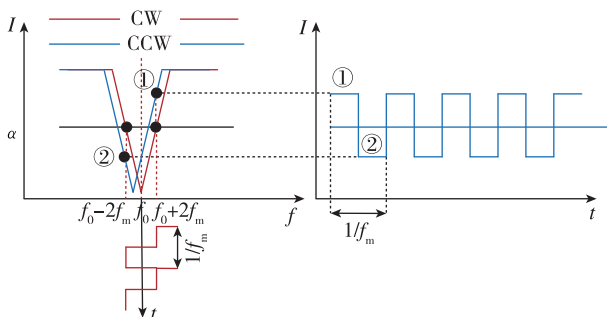 CW
CCW
I
①
②
α
f₀−2fₘ f₀ f₀+2fₘ
f
1/fₘ
t
I
①
②
t
1/fₘ